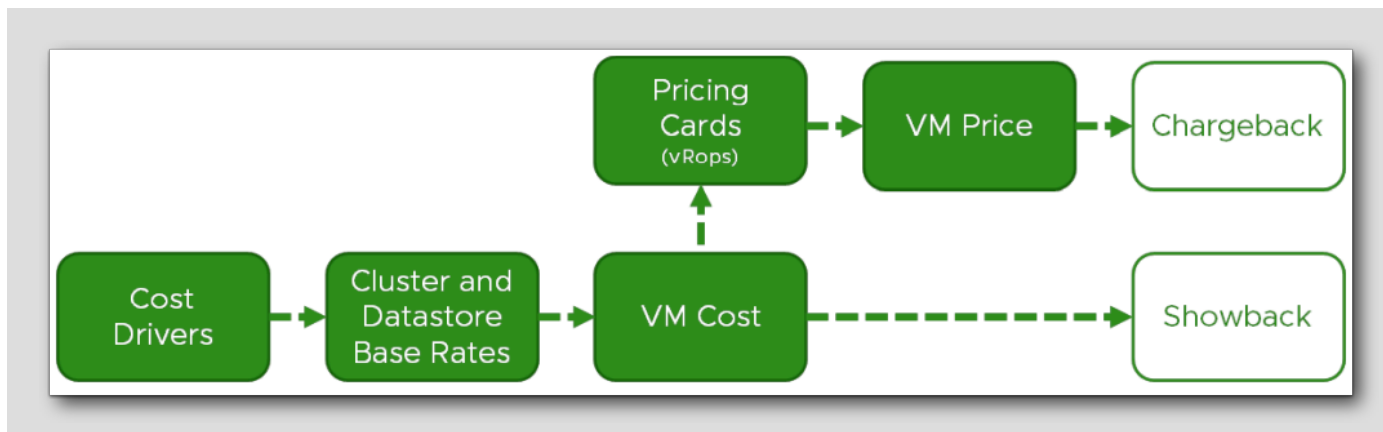 Pricing
Cards
(vRops)
VM Price
Chargeback
Cost
Drivers
Cluster and
Datastore
Base Rates
VM Cost
Showback